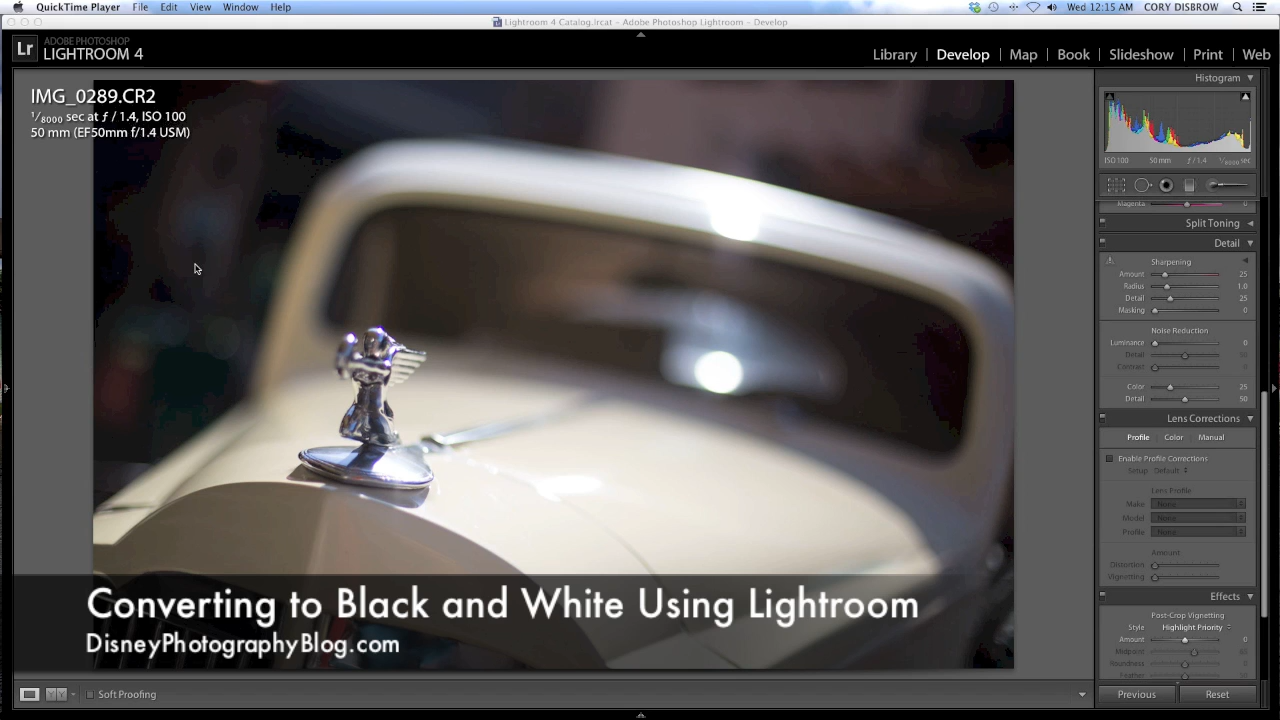 QuickTime Player File Edit View Window Help Wed 12:15 AM CORY DISBROW
Lightroom 4 Catalog.lrcat - Adobe Photoshop Lightroom - Develop
Lr ADOBE PHOTOSHOP
LIGHTROOM 4
Library | Develop | Map | Book | Slideshow | Print | Web
IMG_0289.CR2
1/8000 sec at ƒ / 1.4, ISO 100
50 mm (EF50mm f/1.4 USM)
Histogram
ISO 100 50 mm ƒ / 1.4 1/8000 sec
Magenta 0
Split Toning
Detail
Sharpening
Amount 25
Radius 1.0
Detail 25
Masking 0
Noise Reduction
Luminance 0
Detail
Contrast
Color 25
Detail 50
Lens Corrections
Profile Color Manual
Enable Profile Corrections
Setup Default
Lens Profile
Make None
Model None
Profile None
Amount
Distortion
Vignetting
Effects
Post-Crop Vignetting
Style Highlight Priority
Amount 0
Midpoint
Roundness
Feather
Converting to Black and White Using Lightroom
DisneyPhotographyBlog.com
Soft Proofing
Previous Reset